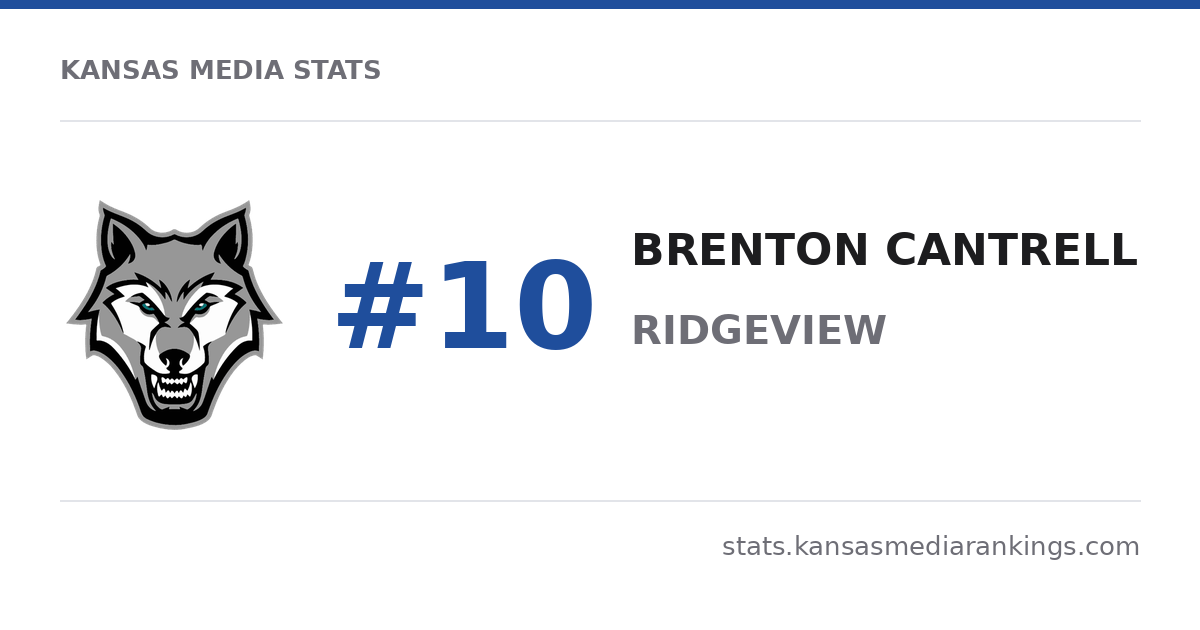 KANSAS MEDIA STATS
#10
BRENTON CANTRELL
RIDGEVIEW
stats.kansasmediarankings.com